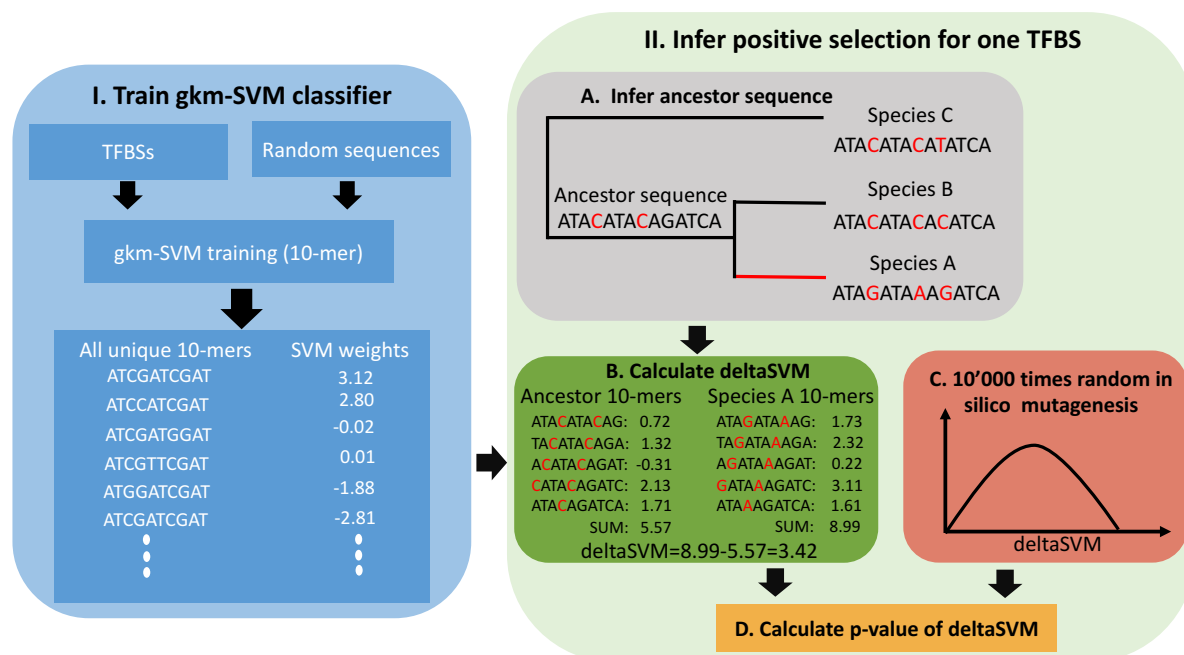 I. Train gkm-SVM classifier
TFBSs
Random sequences
gkm-SVM training (10-mer)
All unique 10-mers SVM weights
ATCGATCGAT 3.12
ATCCATCGAT 2.80
ATCGATGGAT -0.02
ATCGTTCGAT 0.01
ATGGATCGAT -1.88
ATCGATCGAT -2.81
II. Infer positive selection for one TFBS
A. Infer ancestor sequence
Species C
ATACATACATATCA
Species B
ATACATACACATCA
Ancestor sequence
ATACATACAGATCA
Species A
ATAGATAAAGATCA
B. Calculate deltaSVM
Ancestor 10-mers Species A 10-mers
ATACATACAG: 0.72 ATAGATAAAG: 1.73
TACATACAGA: 1.32 TAGATAAAGA: 2.32
ACATACAGAT: -0.31 AGATAAAGAT: 0.22
CATACAGATC: 2.13 GATAAAGATC: 3.11
ATACAGATCA: 1.71 ATAAAGATCA: 1.61
SUM: 5.57 SUM: 8.99
deltaSVM=8.99-5.57=3.42
C. 10'000 times random in
silico mutagenesis
deltaSVM
D. Calculate p-value of deltaSVM